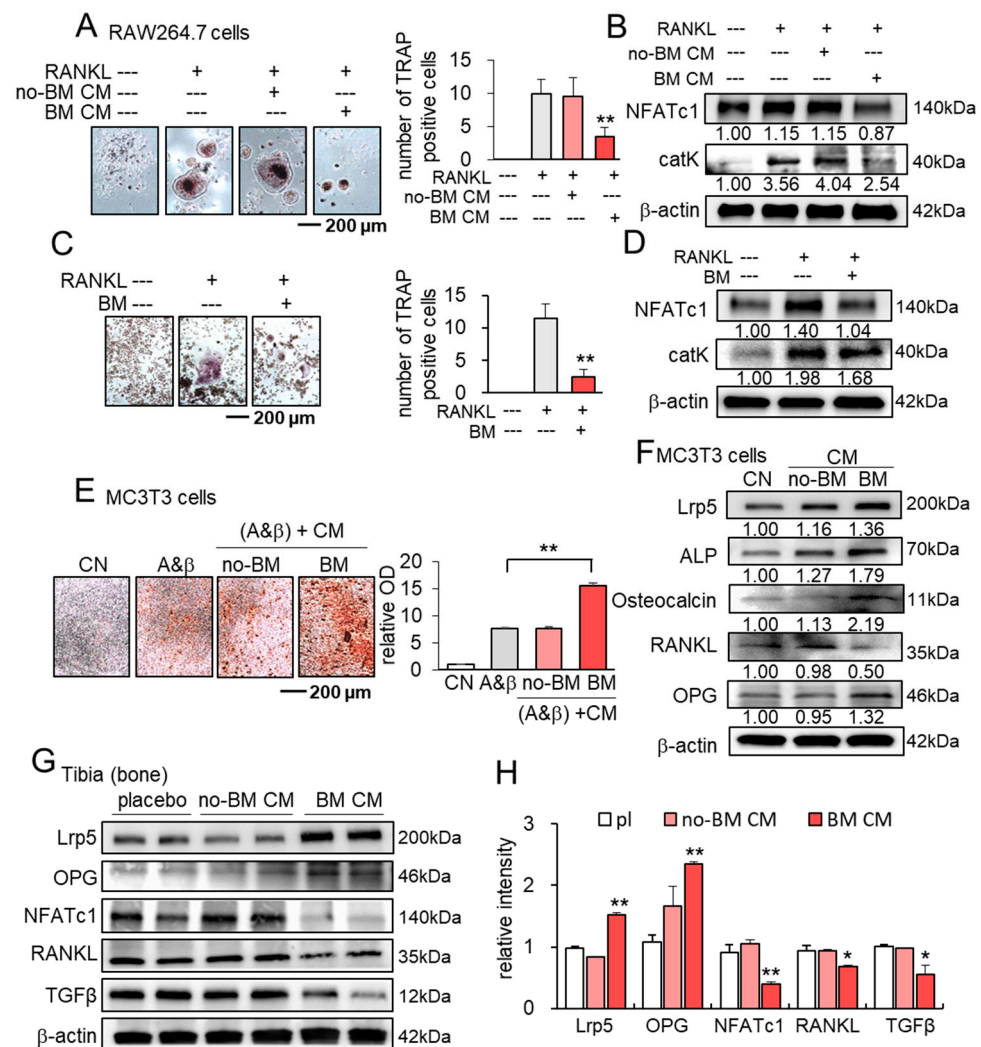 A RAW264.7 cells
RANKL --- + + +
no-BM CM --- --- + ---
BM CM --- --- --- +
200 µm
number of TRAP
positive cells
15
10
5
0
**
RANKL --- + + +
no-BM CM --- --- + ---
BM CM --- --- --- +
B
RANKL --- + + +
no-BM CM --- --- + ---
BM CM --- --- --- +
NFATc1 140kDa
1.00 1.15 1.15 0.87
catK 40kDa
1.00 3.56 4.04 2.54
β-actin 42kDa
C
RANKL --- + +
BM --- --- +
200 µm
number of TRAP
positive cells
15
10
5
0
**
RANKL --- + +
BM --- --- +
D
RANKL --- + +
BM --- --- +
NFATc1 140kDa
1.00 1.40 1.04
catK 40kDa
1.00 1.98 1.68
β-actin 42kDa
E MC3T3 cells
(A&β) + CM
CN A&β no-BM BM
200 µm
relative OD
20
15
10
5
0
**
CN A&β no-BM BM
(A&β) +CM
F MC3T3 cells
CM
CN no-BM BM
Lrp5 200kDa
1.00 1.16 1.36
ALP 70kDa
1.00 1.27 1.79
Osteocalcin 11kDa
1.00 1.13 2.19
RANKL 35kDa
1.00 0.98 0.50
OPG 46kDa
1.00 0.95 1.32
β-actin 42kDa
G Tibia (bone)
placebo no-BM CM BM CM
Lrp5 200kDa
OPG 46kDa
NFATc1 140kDa
RANKL 35kDa
TGFβ 12kDa
β-actin 42kDa
H
relative intensity
3
2
1
0
pl no-BM CM BM CM
** ** ** * *
Lrp5 OPG NFATc1 RANKL TGFβ